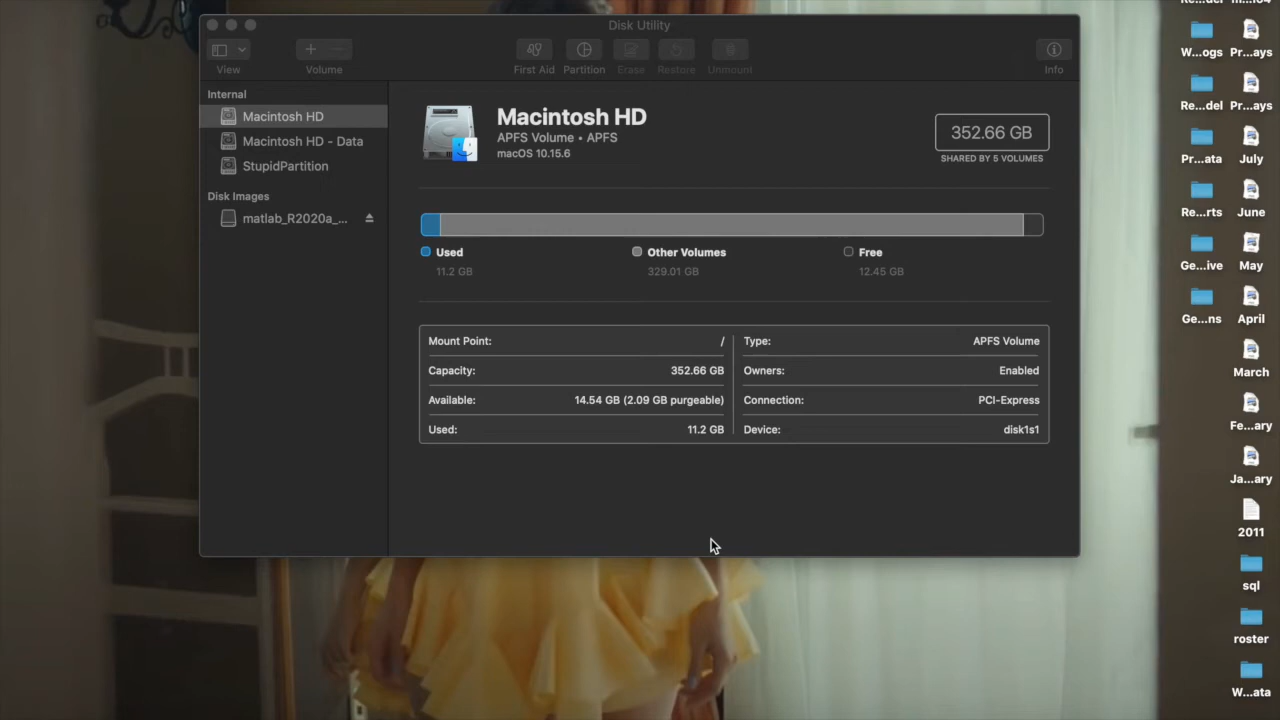 Disk Utility
View
Volume
First Aid
Partition
Erase
Restore
Unmount
Info
Internal
Macintosh HD
Macintosh HD - Data
StupidPartition
Disk Images
matlab_R2020a_...
Macintosh HD
APFS Volume • APFS
macOS 10.15.6
352.66 GB
SHARED BY 5 VOLUMES
Used
11.2 GB
Other Volumes
329.01 GB
Free
12.45 GB
Mount Point: /
Capacity: 352.66 GB
Available: 14.54 GB (2.09 GB purgeable)
Used: 11.2 GB
Type: APFS Volume
Owners: Enabled
Connection: PCI-Express
Device: disk1s1
W...ogs
Pr...ays
Re...del
Pr...ays
Pr...ata
July
Re...rts
June
Ge...ive
May
Ge...ns
April
March
Fe...ary
Ja...ary
2011
sql
roster
W...ata